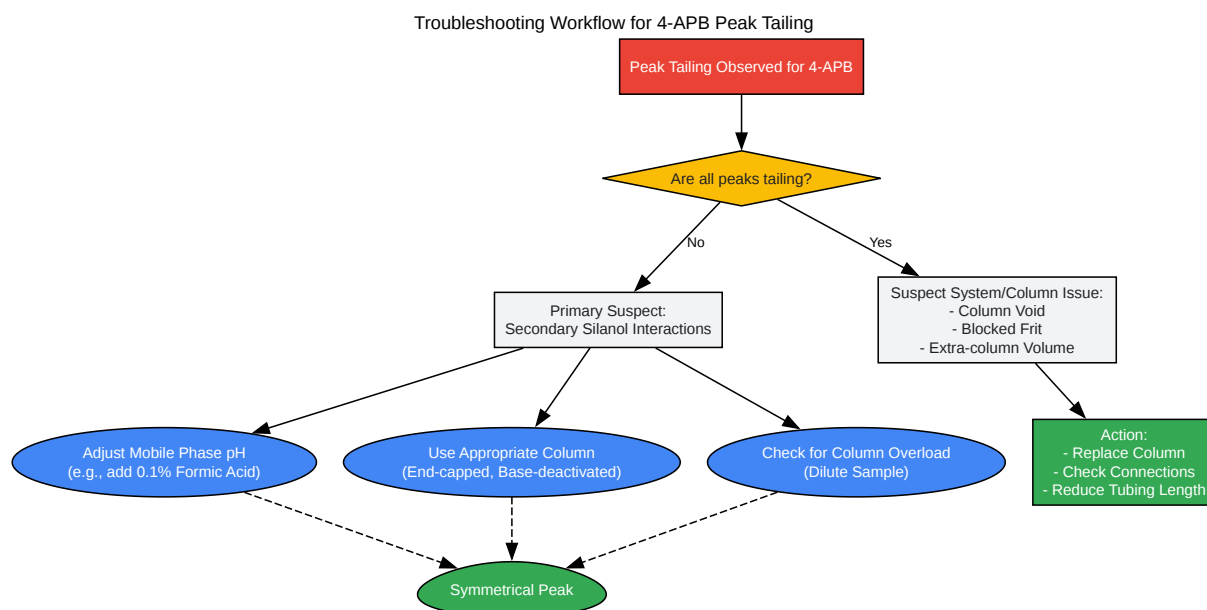 Troubleshooting Workflow for 4-APB Peak Tailing
Peak Tailing Observed for 4-APB
Are all peaks tailing?
No
Yes
Primary Suspect:
Secondary Silanol Interactions
Suspect System/Column Issue:
- Column Void
- Blocked Frit
- Extra-column Volume
Adjust Mobile Phase pH
(e.g., add 0.1% Formic Acid)
Use Appropriate Column
(End-capped, Base-deactivated)
Check for Column Overload
(Dilute Sample)
Action:
- Replace Column
- Check Connections
- Reduce Tubing Length
Symmetrical Peak